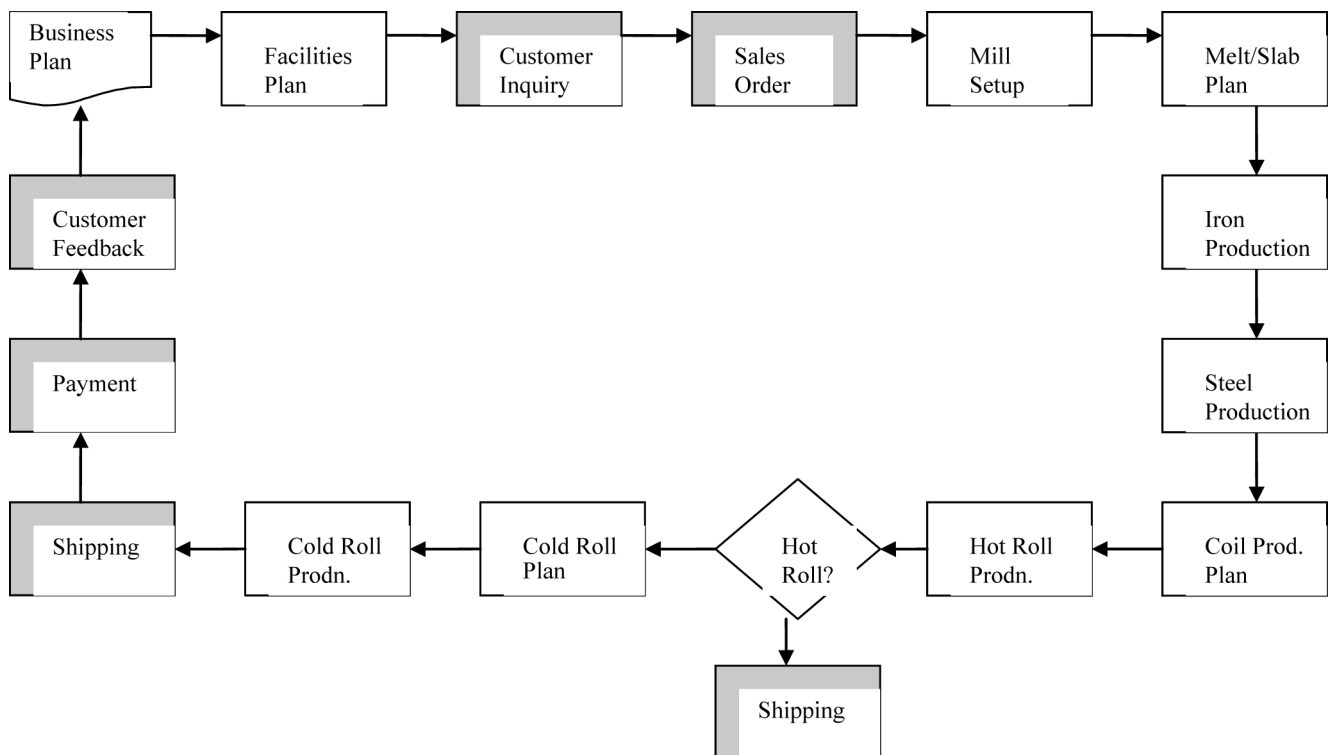 Business
Plan
Facilities
Plan
Customer
Inquiry
Sales
Order
Mill
Setup
Melt/Slab
Plan
Customer
Feedback
Iron
Production
Payment
Steel
Production
Shipping
Cold Roll
Prodn.
Cold Roll
Plan
Hot
Roll?
Hot Roll
Prodn.
Coil Prod.
Plan
Shipping